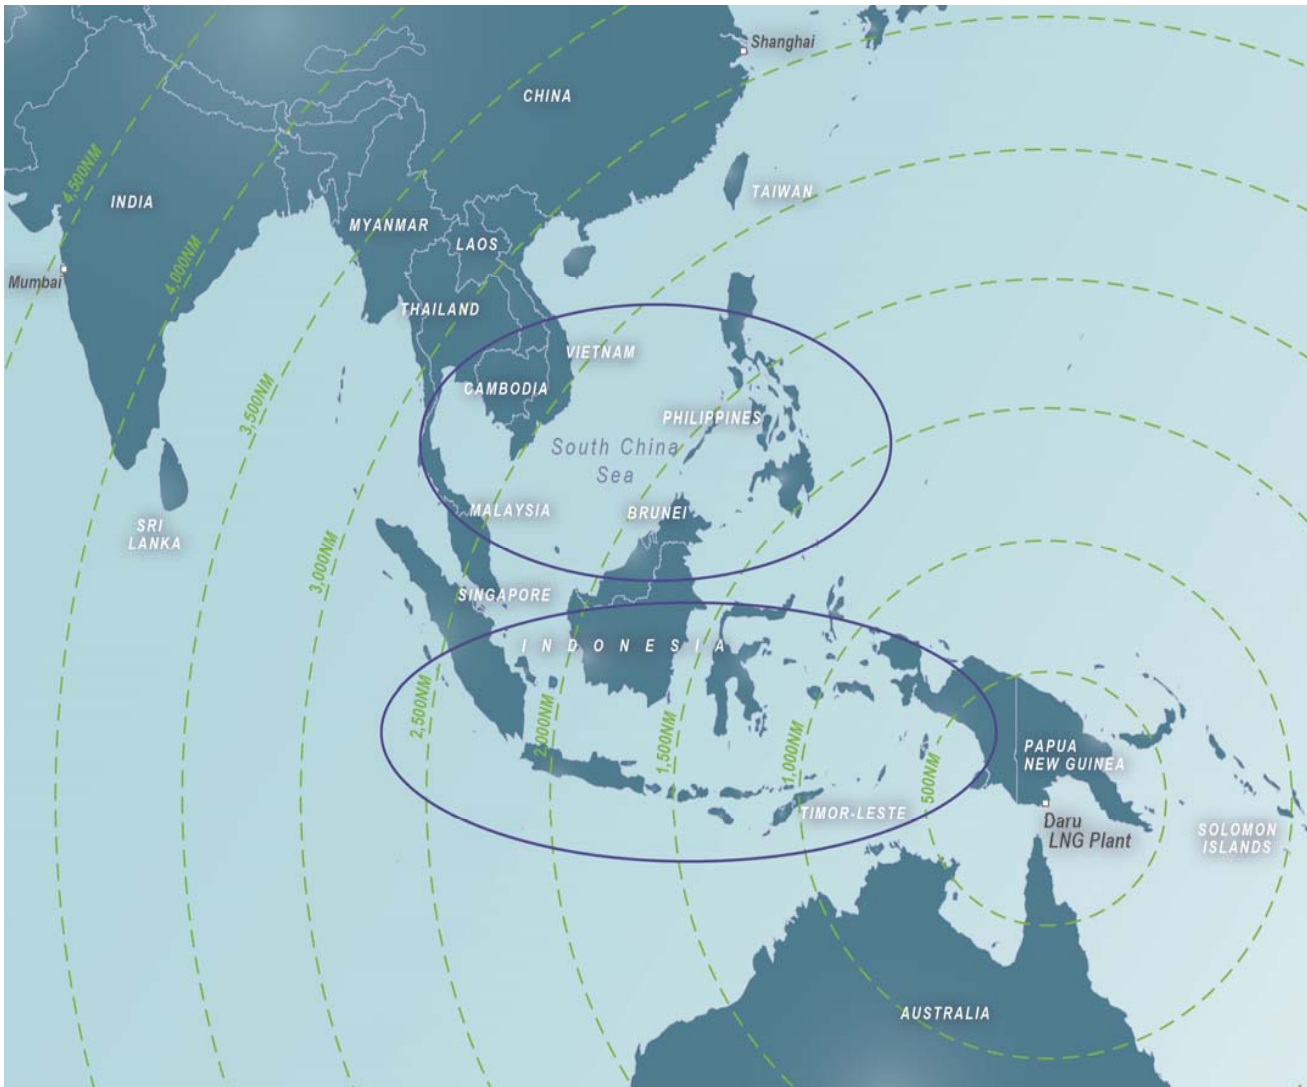 Shanghai
CHINA
4,500NM
TAIWAN
INDIA
MYANMAR
LAOS
4,000NM
Mumbai
THAILAND
VIETNAM
CAMBODIA
3,500NM
PHILIPPINES
South China
Sea
MALAYSIA
BRUNEI
SRI
LANKA
3,000NM
SINGAPORE
INDONESIA
2,500NM
2,000NM
1,500NM
1,000NM
500NM
PAPUA
NEW GUINEA
TIMOR-LESTE
Daru
LNG Plant
SOLOMON
ISLANDS
AUSTRALIA